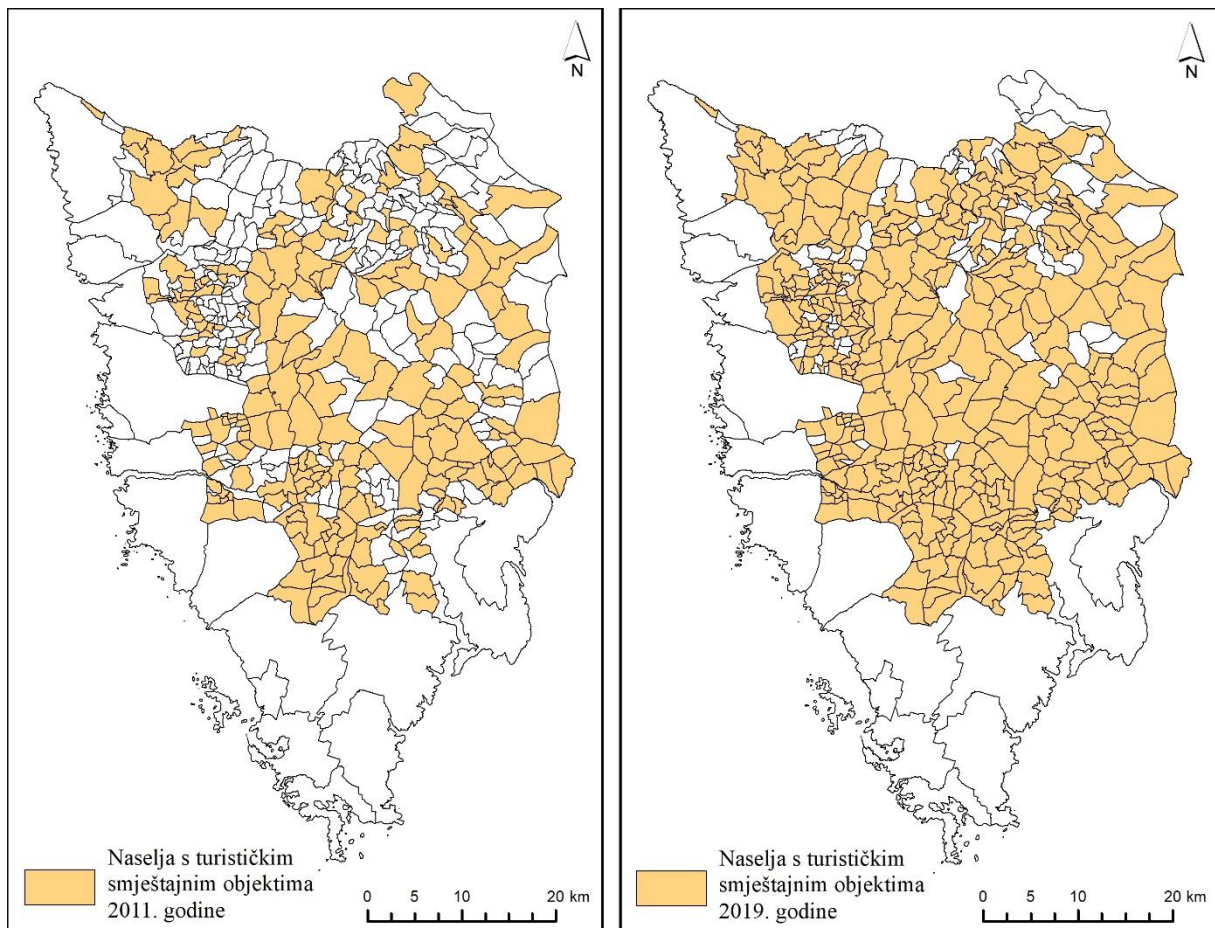 N
Naselja s turističkim
smještajnim objektima
2011. godine
0 5 10 20 km
N
Naselja s turističkim
smještajnim objektima
2019. godine
0 5 10 20 km